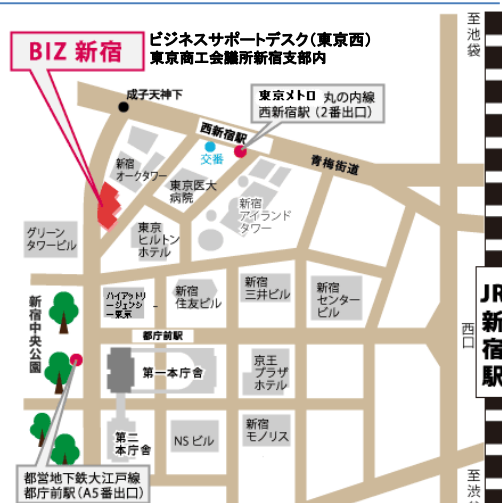 BIZ 新宿
ビジネスサポートデスク(東京西)
東京商工会議所新宿支部内
至池袋
成子天神下
東京メトロ 丸の内線
西新宿駅(2番出口)
西新宿駅
交番
青梅街道
新宿
オークタワー
東京医大
病院
新宿
アイランド
タワー
グリーン
タワービル
東京
ヒルトン
ホテル
ハイアットリ
ージェンシ
ー東京
新宿
住友ビル
新宿
三井ビル
新宿
センター
ビル
JR新宿駅
西口
新宿中央公園
都庁前駅
第一本庁舎
京王
プラザ
ホテル
第二
本庁舎
NSビル
新宿
モノリス
都営地下鉄大江戸線
都庁前駅(A5番出口)
至渋